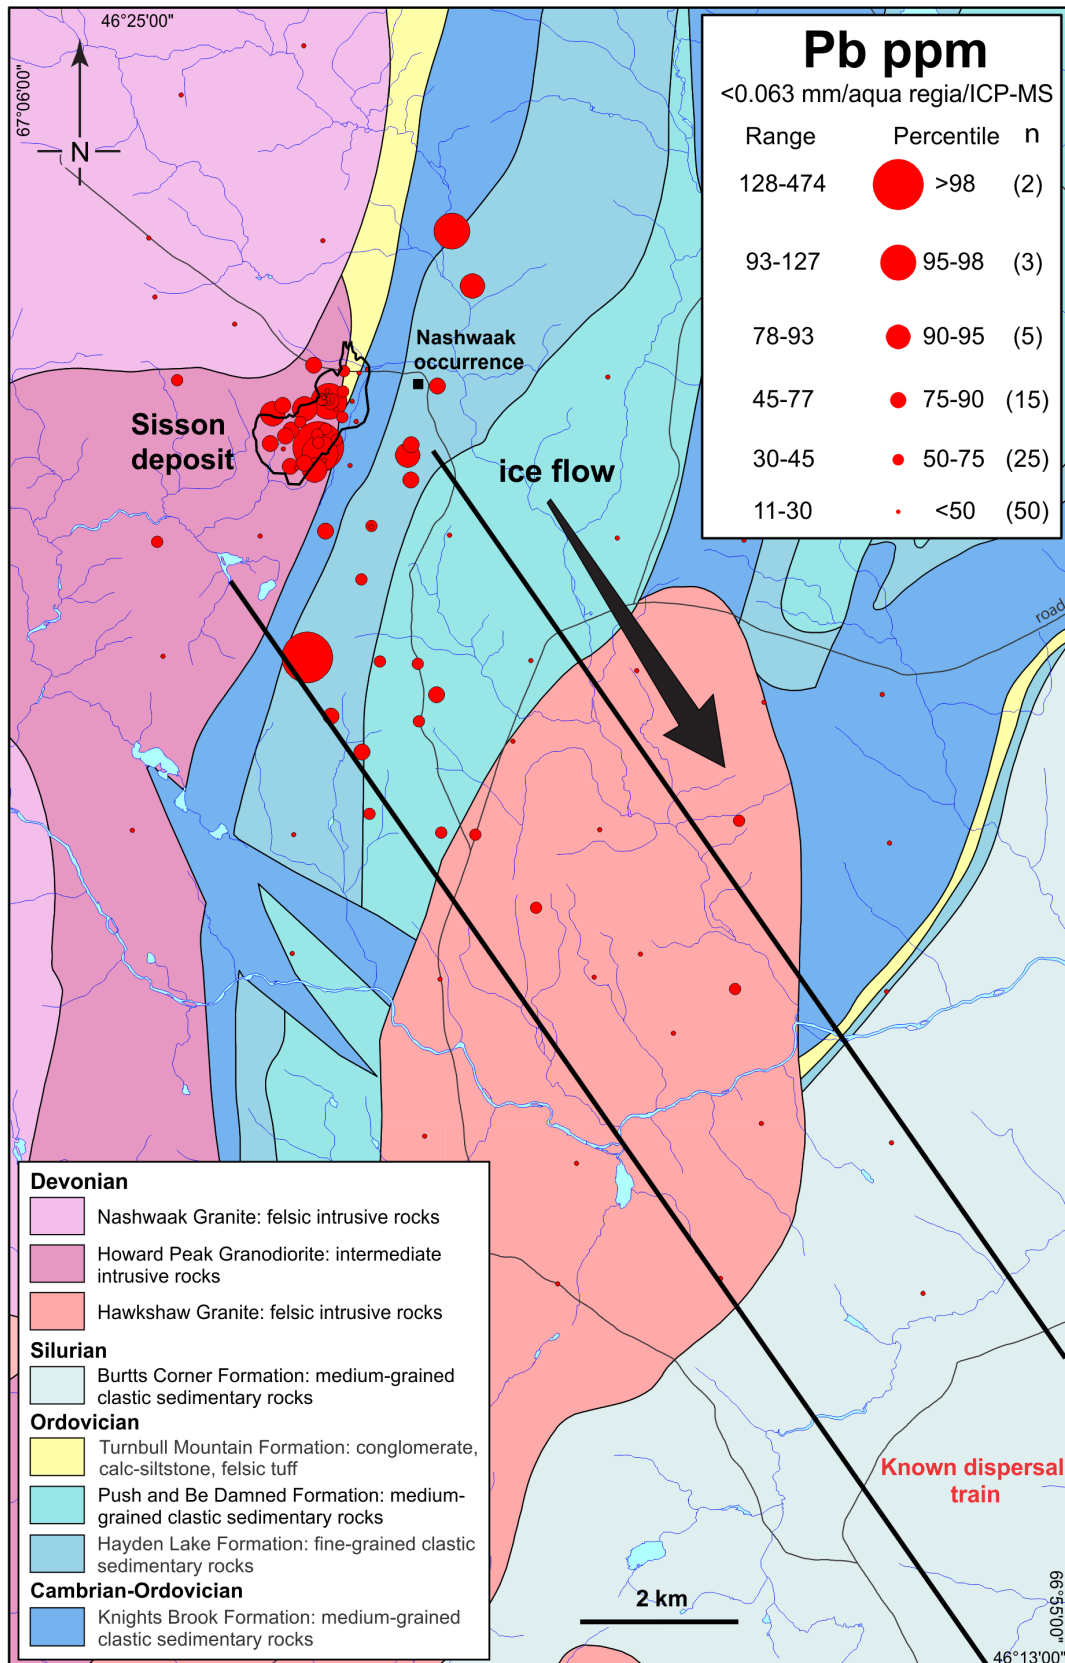 46°25'00"
67°06'00"
N
Pb ppm
<0.063 mm/aqua regia/ICP-MS
Range Percentile n
128-474 >98 (2)
93-127 95-98 (3)
78-93 90-95 (5)
45-77 75-90 (15)
30-45 50-75 (25)
11-30 <50 (50)
Nashwaak
occurrence
Sisson
deposit
ice flow
road
Devonian
Nashwaak Granite: felsic intrusive rocks
Howard Peak Granodiorite: intermediate
intrusive rocks
Hawkshaw Granite: felsic intrusive rocks
Silurian
Burtts Corner Formation: medium-grained
clastic sedimentary rocks
Ordovician
Turnbull Mountain Formation: conglomerate,
calc-siltstone, felsic tuff
Push and Be Damned Formation: medium-
grained clastic sedimentary rocks
Hayden Lake Formation: fine-grained clastic
sedimentary rocks
Cambrian-Ordovician
Knights Brook Formation: medium-grained
clastic sedimentary rocks
Known dispersal
train
2 km
66°55'00"
46°13'00"